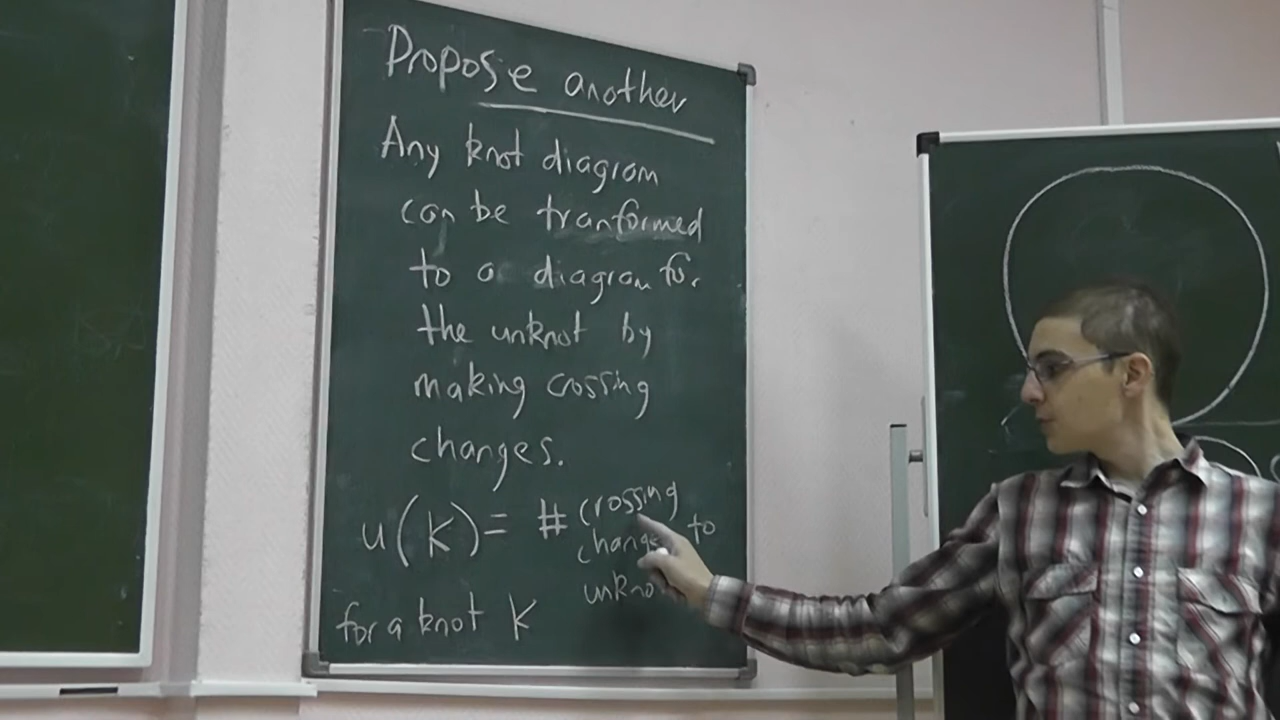 Propose another
Any knot diagram
can be tranformed
to a diagram for
the unknot by
making crossing
changes.
u(K) = # crossing
changes to
unknot
for a knot K